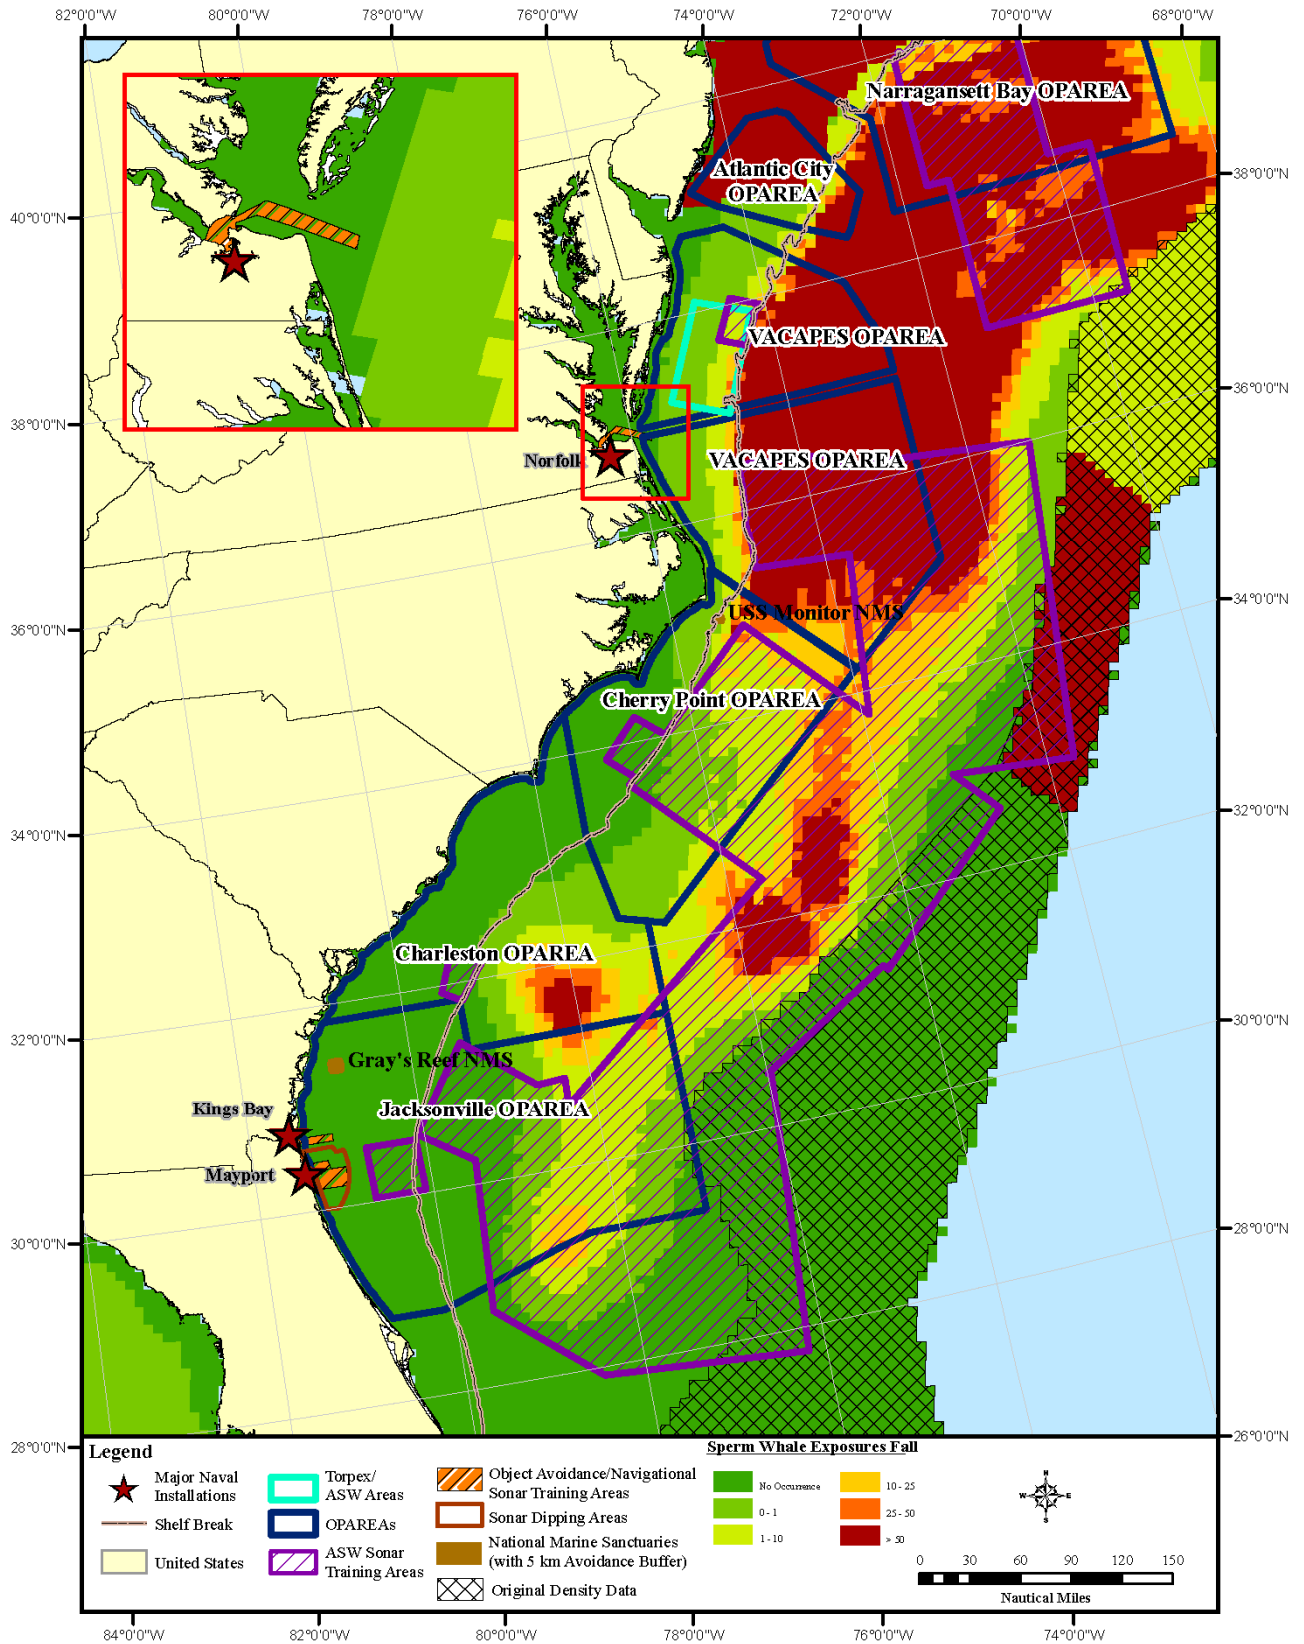 82°0'0"W 80°0'0"W 78°0'0"W 76°0'0"W 74°0'0"W 72°0'0"W 70°0'0"W 68°0'0"W
Narragansett Bay OPAREA
Atlantic City
OPAREA
38°0'0"N
40°0'0"N
VACAPES OPAREA
36°0'0"N
38°0'0"N
Norfolk
VACAPES OPAREA
34°0'0"N
USS Monitor NMS
36°0'0"N
Cherry Point OPAREA
32°0'0"N
34°0'0"N
Charleston OPAREA
30°0'0"N
32°0'0"N
Gray's Reef NMS
Kings Bay
Jacksonville OPAREA
Mayport
28°0'0"N
30°0'0"N
26°0'0"N
28°0'0"N
Legend
Major Naval
Installations
Shelf Break
United States
Torpex/
ASW Areas
OPAREAs
ASW Sonar
Training Areas
Object Avoidance/Navigational
Sonar Training Areas
Sonar Dipping Areas
National Marine Sanctuaries
(with 5 km Avoidance Buffer)
Original Density Data
Sperm Whale Exposures Fall
No Occurrence
0 - 1
1 - 10
10 - 25
25 - 50
> 50
N
W E
S
0 30 60 90 120 150
Nautical Miles
84°0'0"W 82°0'0"W 80°0'0"W 78°0'0"W 76°0'0"W 74°0'0"W